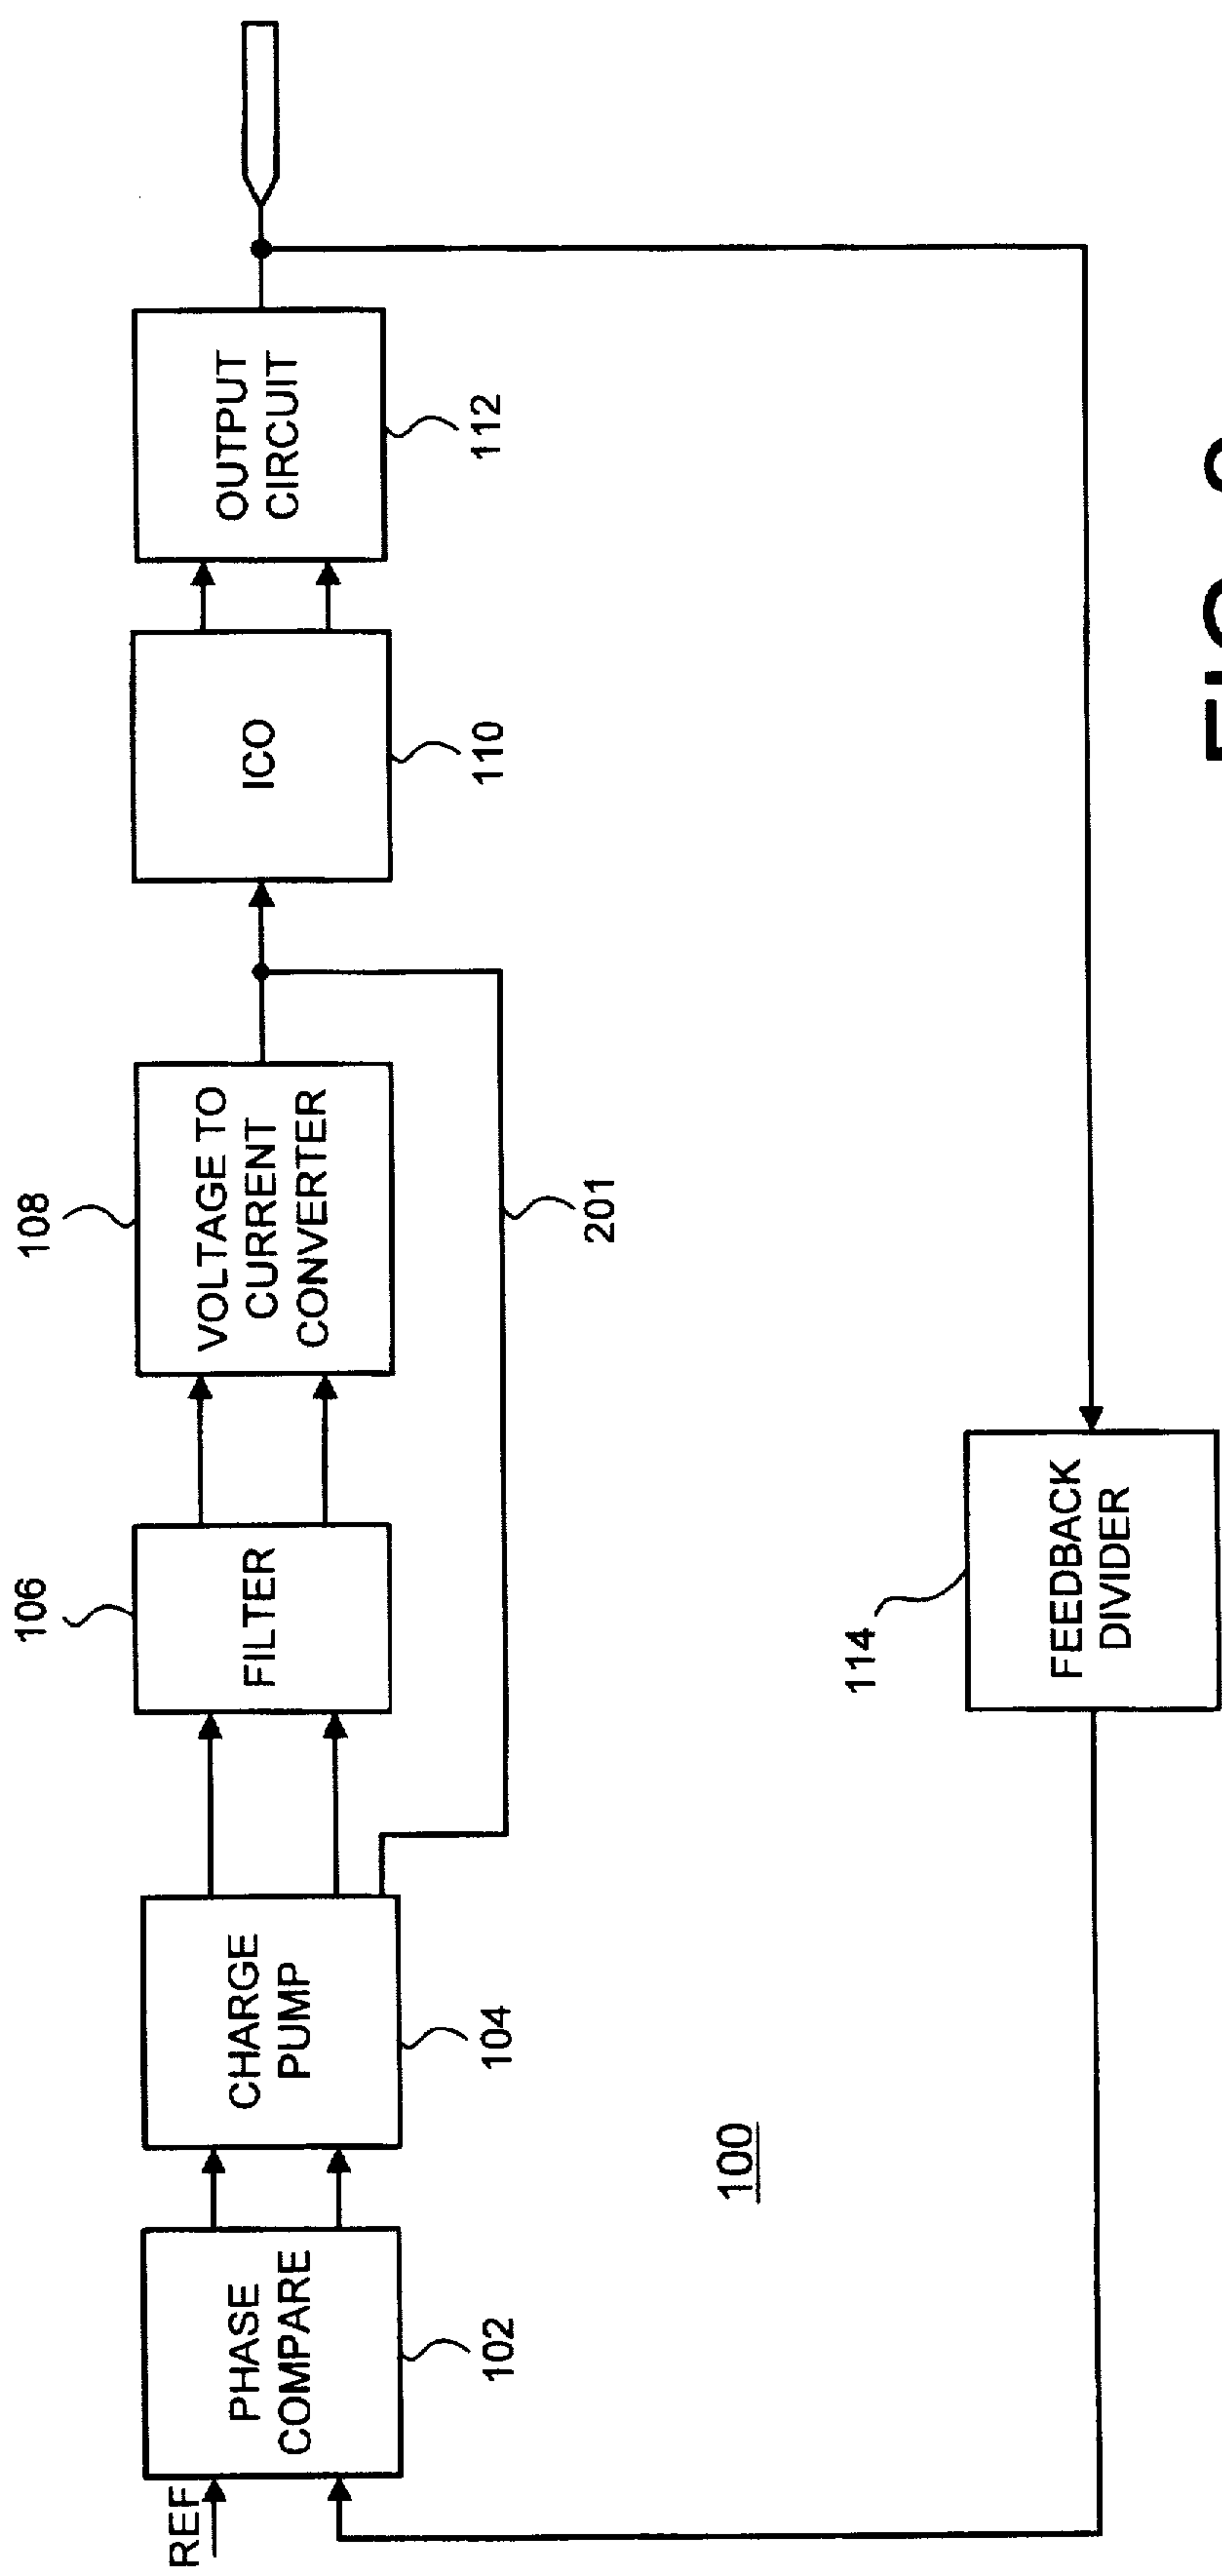 REF
PHASE
COMPARE
102
CHARGE
PUMP
104
FILTER
106
VOLTAGE TO
CURRENT
CONVERTER
108
201
ICO
110
OUTPUT
CIRCUIT
112
100
114
FEEDBACK
DIVIDER